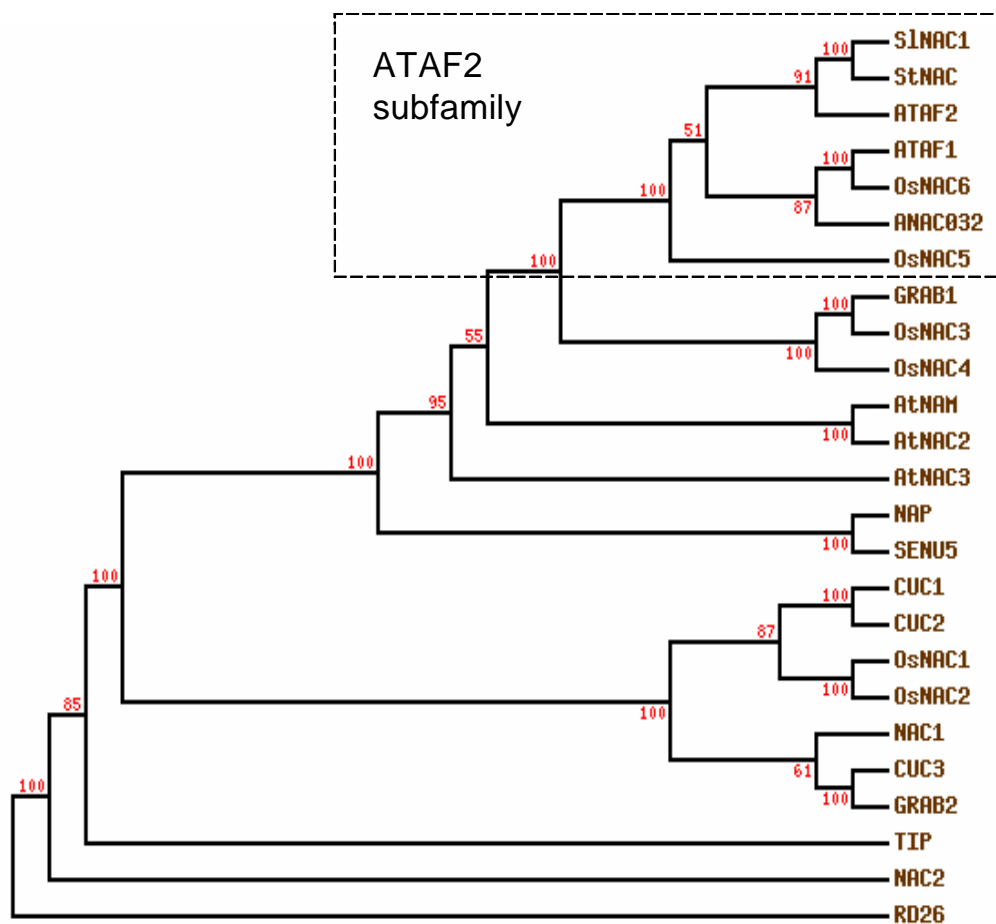 ATAF2
subfamily
100 SlNAC1
StNAC
91
ATAF2
51
100 ATAF1
OsNAC6
87
ANAC032
100
OsNAC5
100
100 GRAB1
OsNAC3
100
OsNAC4
55
AtNAM
100 AtNAC2
95
AtNAC3
100
NAP
100 SENU5
100
100 CUC1
CUC2
87
OsNAC1
100 OsNAC2
100
NAC1
61
CUC3
100 GRAB2
85
TIP
100
NAC2
RD26